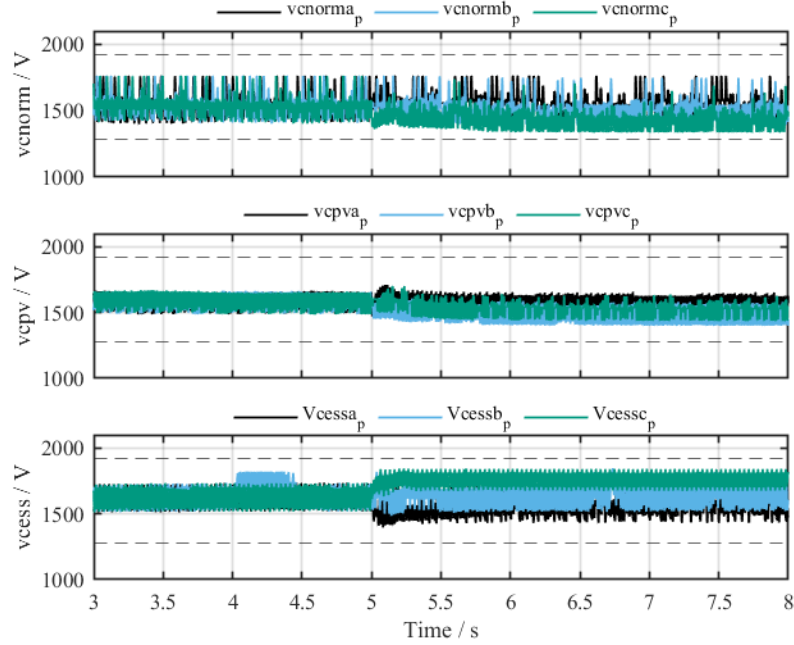 vcnorma_p vcnormb_p vcnormc_p
2000
1500
1000
vcnorm / V
vcpva_p vcpvb_p vcpvc_p
2000
1500
1000
vcpv / V
Vcessa_p Vcessb_p Vcessc_p
2000
1500
1000
vcess / V
3 3.5 4 4.5 5 5.5 6 6.5 7 7.5 8
Time / s